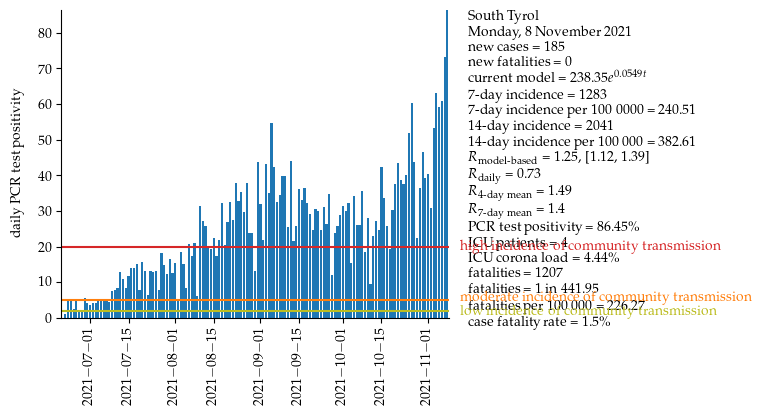 daily PCR test positivity
80
70
60
50
40
30
20
10
0
2021−07−01
2021−07−15
2021−08−01
2021−08−15
2021−09−01
2021−09−15
2021−10−01
2021−10−15
2021−11−01
South Tyrol
Monday, 8 November 2021
new cases = 185
new fatalities = 0
current model = 238.35e^0.0549t
7-day incidence = 1283
7-day incidence per 100 0000 = 240.51
14-day incidence = 2041
14-day incidence per 100 000 = 382.61
R model-based = 1.25, [1.12, 1.39]
R daily = 0.73
R 4-day mean = 1.49
R 7-day mean = 1.4
PCR test positivity = 86.45%
ICU patients = 4
high incidence of community transmission
ICU corona load = 4.44%
fatalities = 1207
fatalities = 1 in 441.95
moderate incidence of community transmission
fatalities per 100 000 = 226.27
low incidence of community transmission
case fatality rate = 1.5%